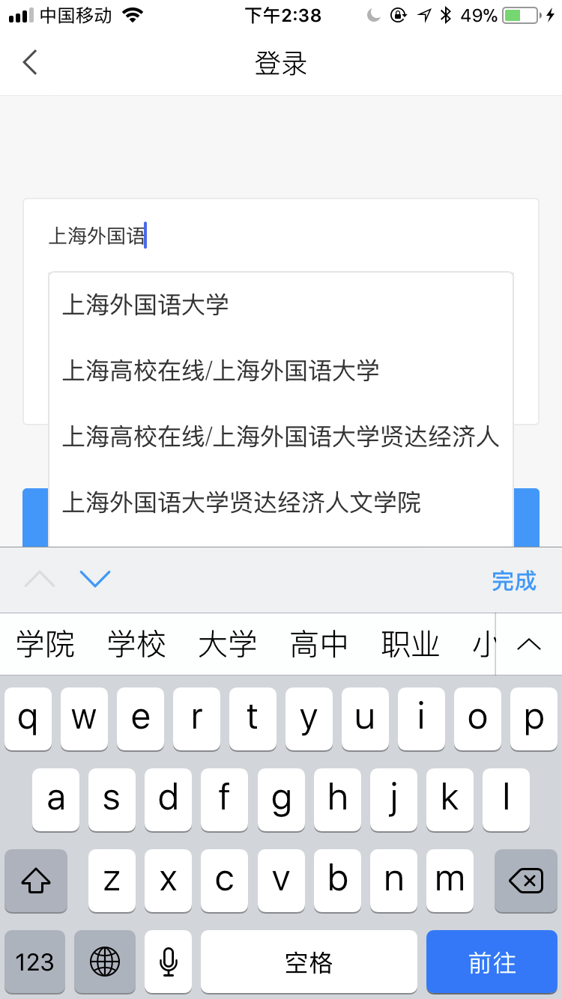 中国移动 下午2:38 49%
登录
上海外国语
上海外国语大学
上海高校在线/上海外国语大学
上海高校在线/上海外国语大学贤达经济人
上海外国语大学贤达经济人文学院
完成
学院 学校 大学 高中 职业 小
q w e r t y u i o p
a s d f g h j k l
z x c v b n m
123 空格 前往